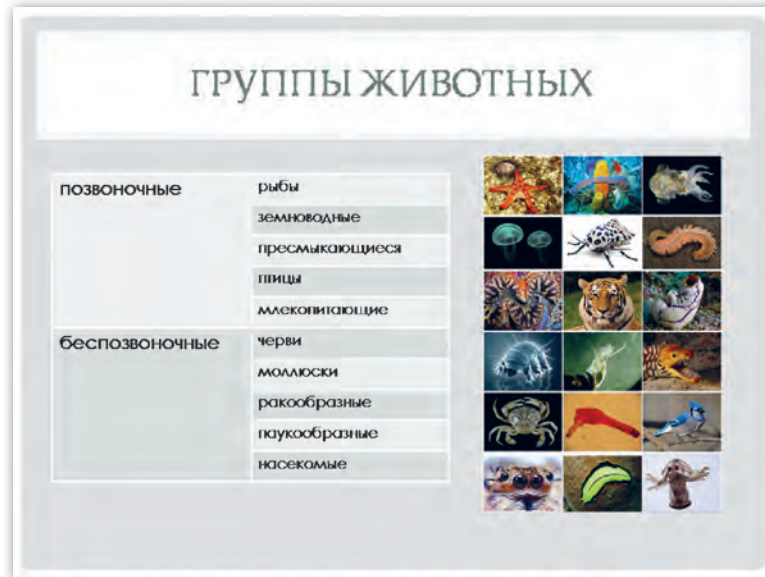 ГРУППЫ ЖИВОТНЫХ
позвоночные
рыбы
земноводные
пресмыкающиеся
птицы
млекопитающие
беспозвоночные
черви
моллюски
ракообразные
паукообразные
насекомые